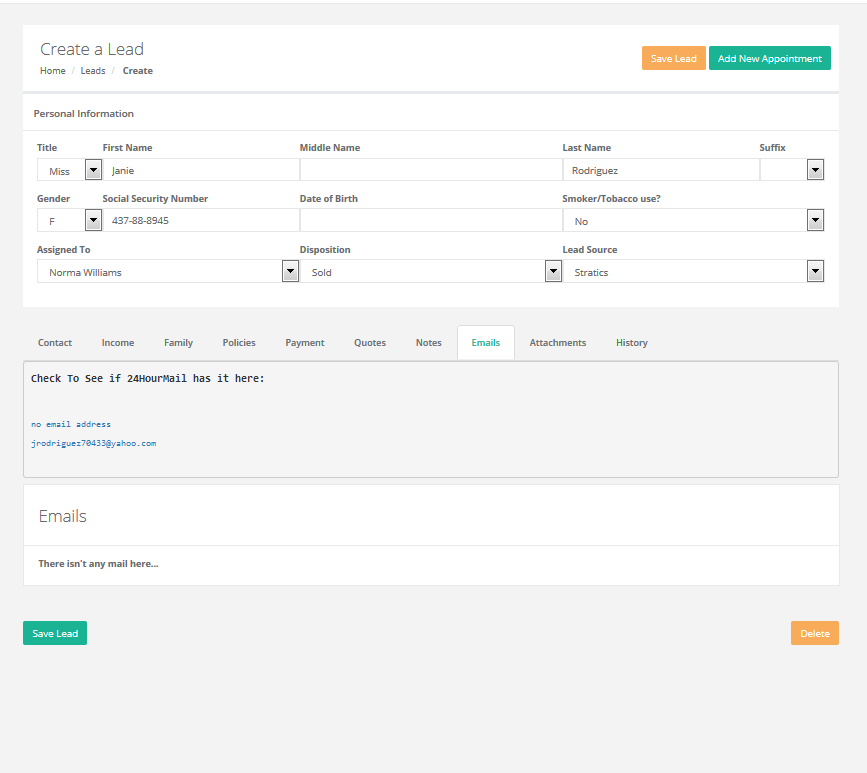 Create a Lead
Home / Leads / Create
Save Lead Add New Appointment
Personal Information
Title First Name Middle Name Last Name Suffix
Miss Janie Rodriguez
Gender Social Security Number Date of Birth Smoker/Tobacco use?
F 437-88-8945 No
Assigned To Disposition Lead Source
Norma Williams Sold Stratics
Contact Income Family Policies Payment Quotes Notes Emails Attachments History
Check To See if 24HourMail has it here:
no email address
jrodriguez70433@yahoo.com
Emails
There isn't any mail here...
Save Lead Delete